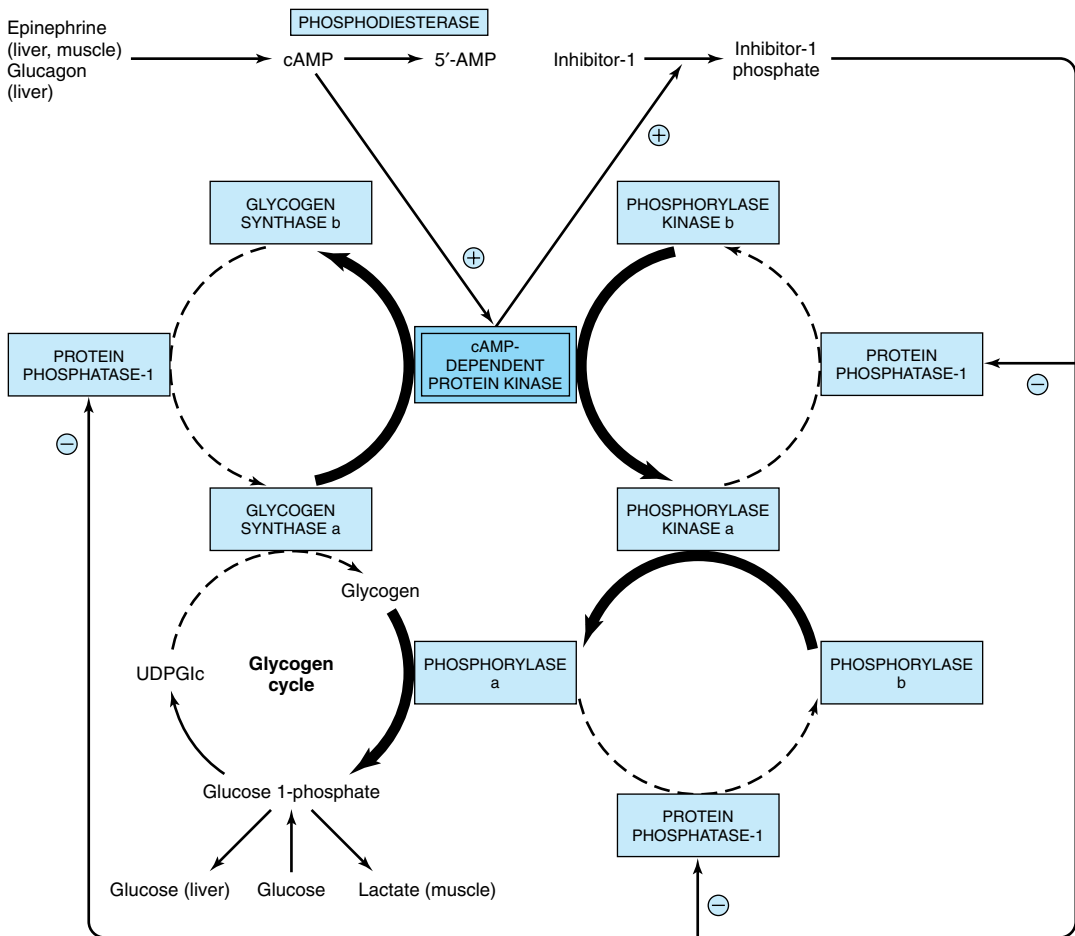 PHOSPHODIESTERASE
Epinephrine
(liver, muscle)
Glucagon
(liver)
cAMP
5′-AMP
Inhibitor-1
Inhibitor-1
phosphate
+
+
GLYCOGEN
SYNTHASE b
PHOSPHORYLASE
KINASE b
PROTEIN
PHOSPHATASE-1
cAMP-
DEPENDENT
PROTEIN KINASE
PROTEIN
PHOSPHATASE-1
−
−
GLYCOGEN
SYNTHASE a
PHOSPHORYLASE
KINASE a
Glycogen
UDPGlc
Glycogen
cycle
PHOSPHORYLASE
a
PHOSPHORYLASE
b
Glucose 1-phosphate
PROTEIN
PHOSPHATASE-1
Glucose (liver)
Glucose
Lactate (muscle)
−